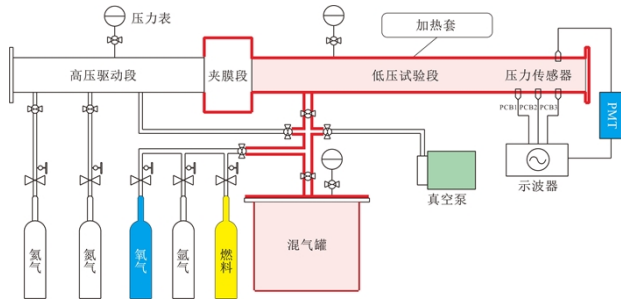 压力表
加热套
高压驱动段
夹膜段
低压试验段
压力传感器
PCB1 PCB2 PCB3
PMT
示波器
真空泵
混气罐
氦气
氮气
氧气
氩气
燃料